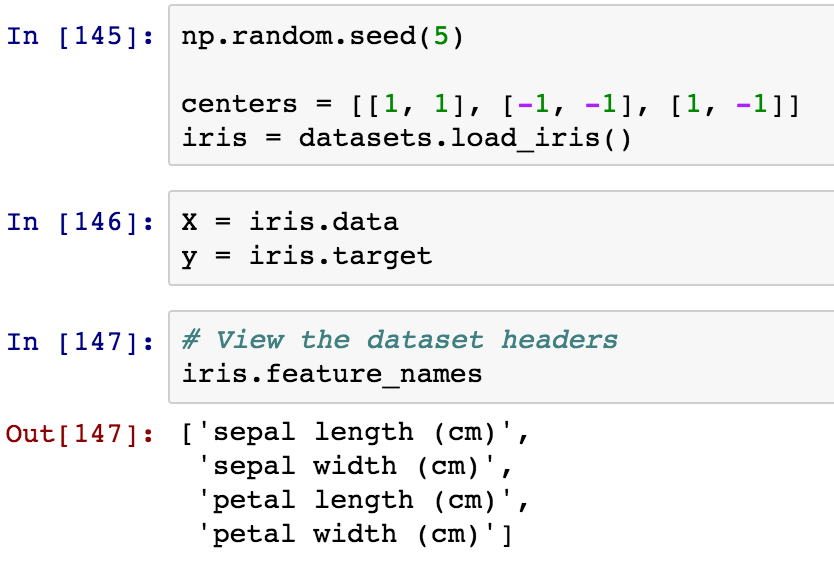 In [145]: np.random.seed(5)
centers = [[1, 1], [-1, -1], [1, -1]]
iris = datasets.load_iris()
In [146]: X = iris.data
y = iris.target
In [147]: # View the dataset headers
iris.feature_names
Out[147]: ['sepal length (cm)',
'sepal width (cm)',
'petal length (cm)',
'petal width (cm)']